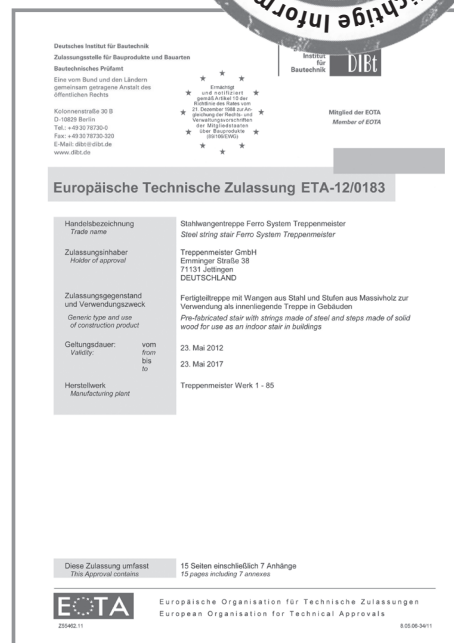 Deutsches Institut für Bautechnik
Zulassungsstelle für Bauprodukte und Bauarten
Bautechnisches Prüfamt
Eine vom Bund und den Ländern
gemeinsam getragene Anstalt des
öffentlichen Rechts
Kolonnenstraße 30 B
D-10829 Berlin
Tel.: +49 30 78730-0
Fax: +49 30 78730-320
E-Mail: dibt@dibt.de
www.dibt.de
Ermächtigt
und notifiziert
gemäß Artikel 10 der
Richtlinie des Rates vom
21. Dezember 1988 zur An-
gleichung der Rechts- und
Verwaltungsvorschriften
der Mitgliedstaaten
über Bauprodukte
(89/106/EWG)
Institut
für
Bautechnik
DIBt
Mitglied der EOTA
Member of EOTA
Europäische Technische Zulassung ETA-12/0183
Handelsbezeichnung
Trade name
Stahlwangentreppe Ferro System Treppenmeister
Steel string stair Ferro System Treppenmeister
Zulassungsinhaber
Holder of approval
Treppenmeister GmbH
Emminger Straße 38
71131 Jettingen
DEUTSCHLAND
Zulassungsgegenstand
und Verwendungszweck
Generic type and use
of construction product
Fertigteiltreppe mit Wangen aus Stahl und Stufen aus Massivholz zur
Verwendung als innenliegende Treppe in Gebäuden
Pre-fabricated stair with strings made of steel and steps made of solid
wood for use as an indoor stair in buildings
Geltungsdauer: vom
Validity: from
23. Mai 2012
bis
to
23. Mai 2017
Herstellwerk
Manufacturing plant
Treppenmeister Werk 1 - 85
Diese Zulassung umfasst
This Approval contains
15 Seiten einschließlich 7 Anhänge
15 pages including 7 annexes
EOTA
Europäische Organisation für Technische Zulassungen
European Organisation for Technical Approvals
Z55462.11
8.05.06-34/11